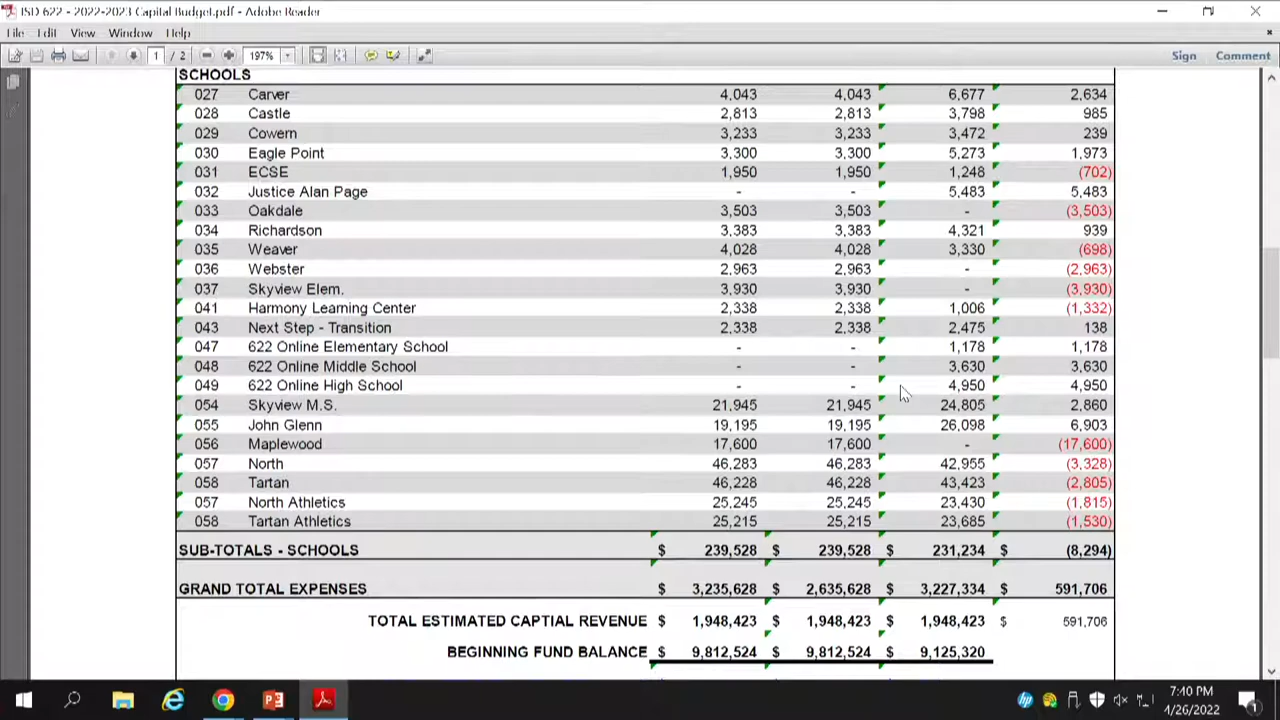 ISD 622 - 2022-2023 Capital Budget.pdf - Adobe Reader
File Edit View Window Help
1 / 2 197% Sign Comment
SCHOOLS
027 Carver 4,043 4,043 6,677 2,634
028 Castle 2,813 2,813 3,798 985
029 Cowern 3,233 3,233 3,472 239
030 Eagle Point 3,300 3,300 5,273 1,973
031 ECSE 1,950 1,950 1,248 (702)
032 Justice Alan Page - - 5,483 5,483
033 Oakdale 3,503 3,503 - (3,503)
034 Richardson 3,383 3,383 4,321 939
035 Weaver 4,028 4,028 3,330 (698)
036 Webster 2,963 2,963 - (2,963)
037 Skyview Elem. 3,930 3,930 - (3,930)
041 Harmony Learning Center 2,338 2,338 1,006 (1,332)
043 Next Step - Transition 2,338 2,338 2,475 138
047 622 Online Elementary School - - 1,178 1,178
048 622 Online Middle School - - 3,630 3,630
049 622 Online High School - - 4,950 4,950
054 Skyview M.S. 21,945 21,945 24,805 2,860
055 John Glenn 19,195 19,195 26,098 6,903
056 Maplewood 17,600 17,600 - (17,600)
057 North 46,283 46,283 42,955 (3,328)
058 Tartan 46,228 46,228 43,423 (2,805)
057 North Athletics 25,245 25,245 23,430 (1,815)
058 Tartan Athletics 25,215 25,215 23,685 (1,530)
SUB-TOTALS - SCHOOLS $ 239,528 $ 239,528 $ 231,234 $ (8,294)
GRAND TOTAL EXPENSES $ 3,235,628 $ 2,635,628 $ 3,227,334 $ 591,706
TOTAL ESTIMATED CAPTIAL REVENUE $ 1,948,423 $ 1,948,423 $ 1,948,423 $ 591,706
BEGINNING FUND BALANCE $ 9,812,524 $ 9,812,524 $ 9,125,320
7:40 PM
4/26/2022